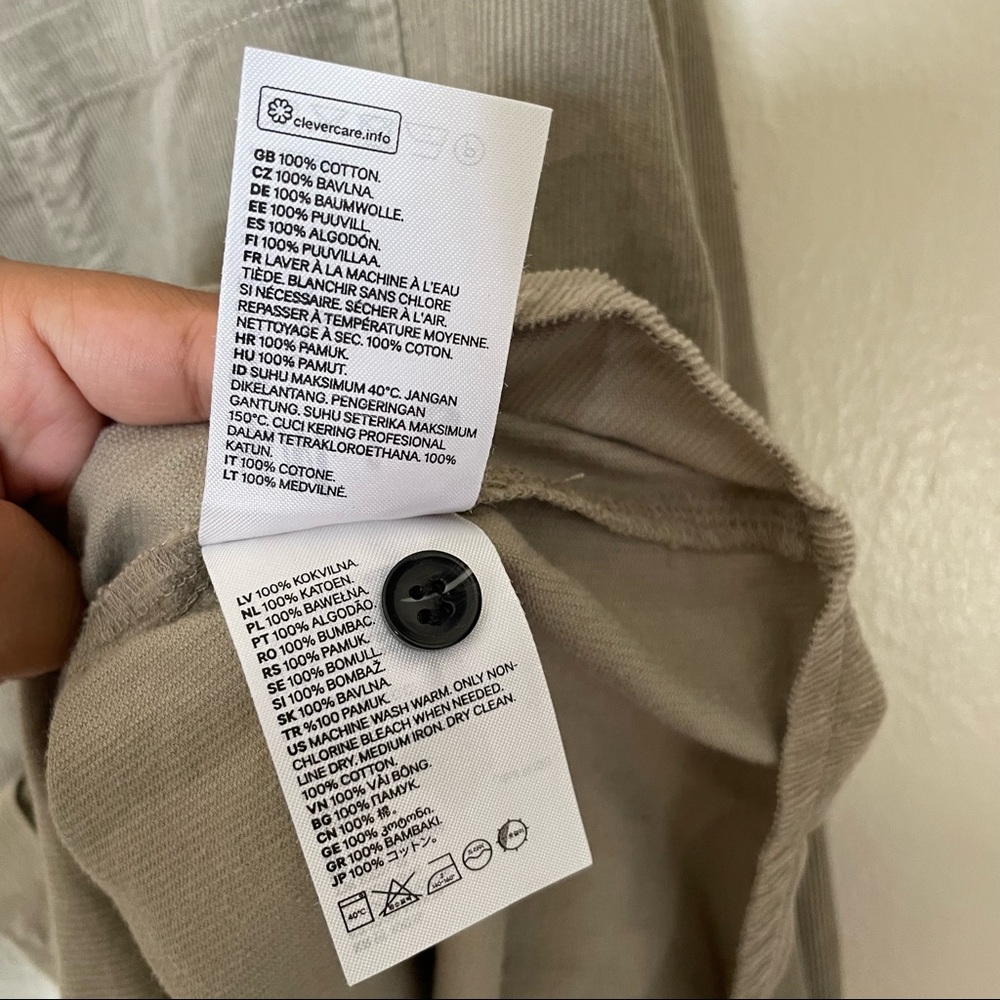 clevercare.info
GB 100% COTTON.
CZ 100% BAVLNA.
DE 100% BAUMWOLLE.
EE 100% PUUVILL.
ES 100% ALGODÓN.
FI 100% PUUVILLAA.
FR LAVER À LA MACHINE À L'EAU
TIÈDE. BLANCHIR SANS CHLORE
SI NÉCESSAIRE. SÉCHER À L'AIR.
REPASSER À TEMPÉRATURE MOYENNE.
NETTOYAGE À SEC. 100% COTON.
HR 100% PAMUK.
HU 100% PAMUT.
ID SUHU MAKSIMUM 40°C. JANGAN
DIKELANTANG. PENGERINGAN
GANTUNG. SUHU SETERIKA MAKSIMUM
150°C. CUCI KERING PROFESIONAL
DALAM TETRAKLOROETHANA. 100%
KATUN.
IT 100% COTONE.
LT 100% MEDVILNĖ.
LV 100% KOKVILNA.
NL 100% KATOEN.
PL 100% BAWEŁNA.
PT 100% ALGODÃO.
RO 100% BUMBAC.
RS 100% PAMUK.
SE 100% BOMULL.
SI 100% BOMBAŽ.
SK 100% BAVLNA.
TR %100 PAMUK.
US MACHINE WASH WARM. ONLY NON-
CHLORINE BLEACH WHEN NEEDED.
LINE DRY. MEDIUM IRON. DRY CLEAN.
100% COTTON.
VN 100% VẢI BÔNG.
BG 100% ПАМУК.
CN 100% 棉。
GE 100% ბამბა.
GR 100% BAMBAKI.
JP 100% コットン。
40°C